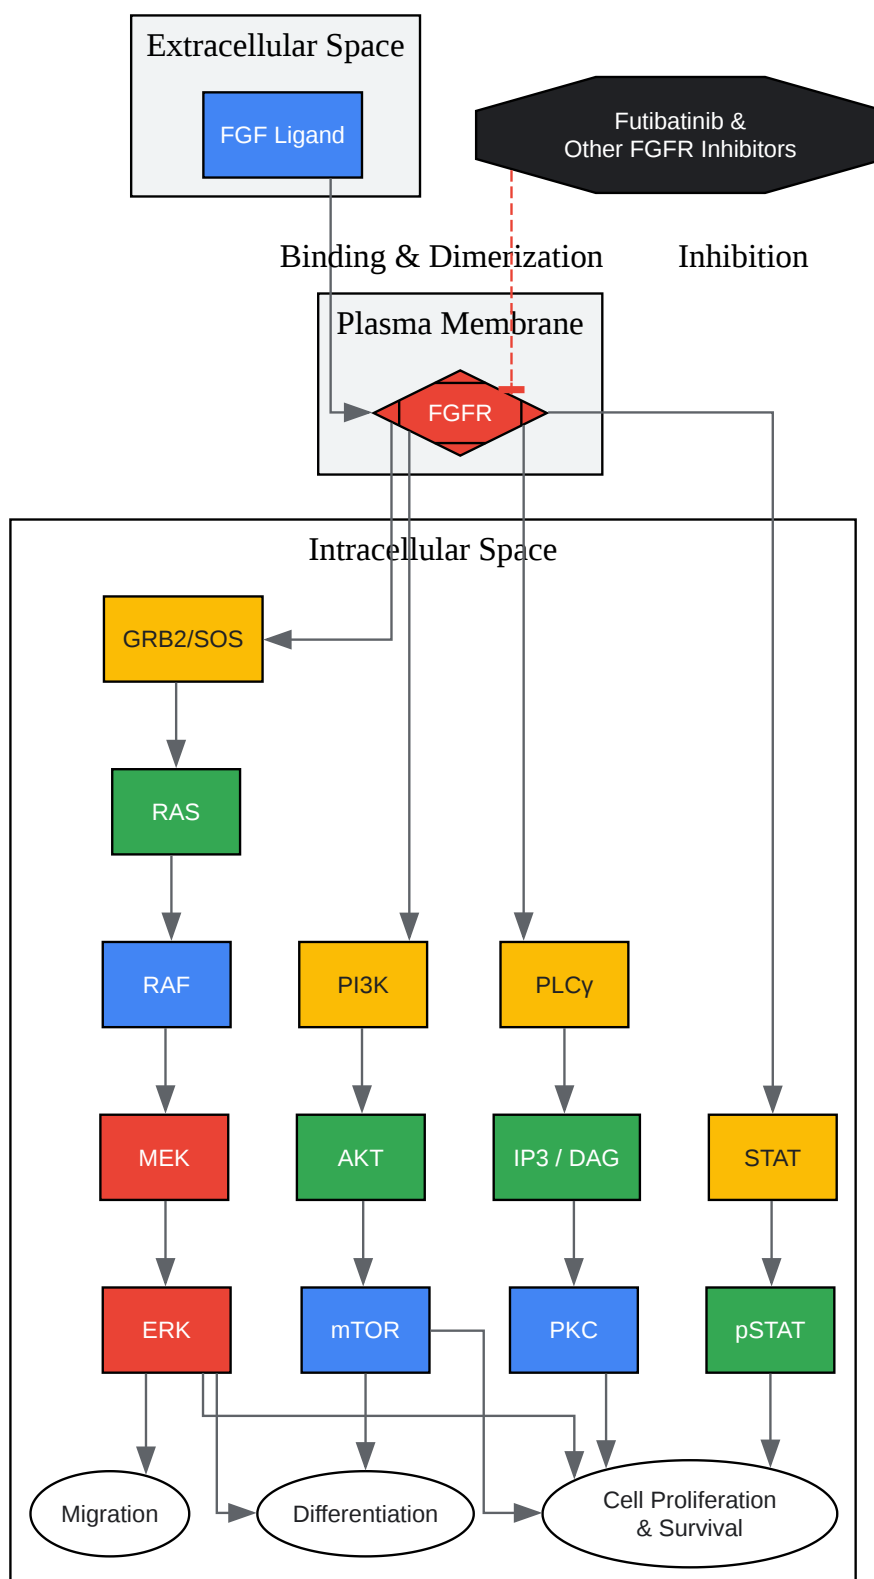 Extracellular Space
FGF Ligand
Futibatinib &
Other FGFR Inhibitors
Binding & Dimerization
Inhibition
Plasma Membrane
FGFR
Intracellular Space
GRB2/SOS
RAS
RAF
PI3K
PLCγ
MEK
AKT
IP3 / DAG
STAT
ERK
mTOR
PKC
pSTAT
Migration
Differentiation
Cell Proliferation
& Survival